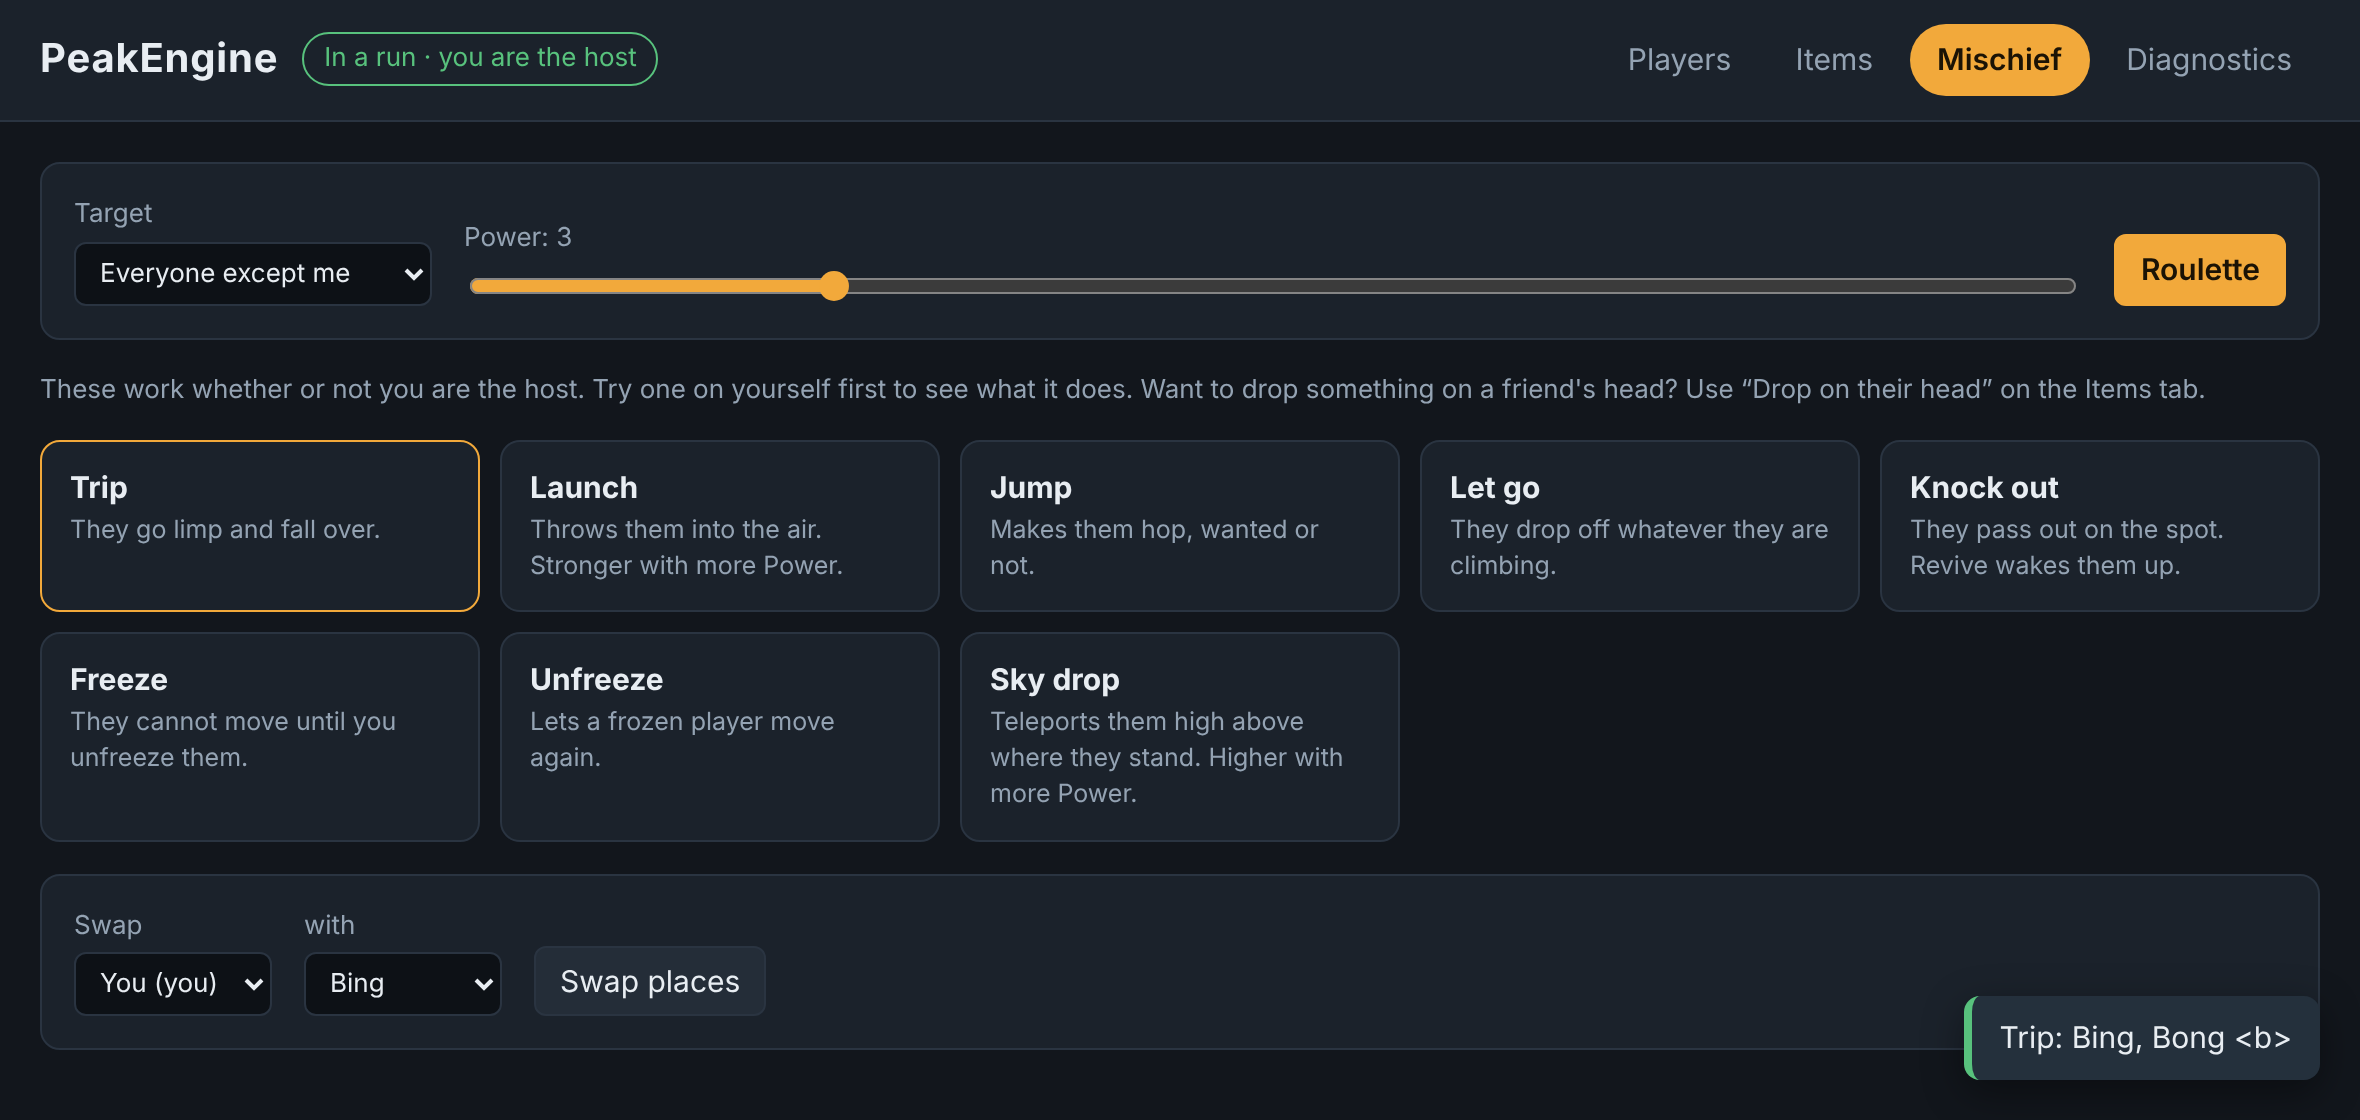 PeakEngine
In a run · you are the host
Players
Items
Mischief
Diagnostics
Target
Everyone except me
Power: 3
Roulette
These work whether or not you are the host. Try one on yourself first to see what it does. Want to drop something on a friend's head? Use “Drop on their head” on the Items tab.
Trip
They go limp and fall over.
Launch
Throws them into the air.
Stronger with more Power.
Jump
Makes them hop, wanted or
not.
Let go
They drop off whatever they are
climbing.
Knock out
They pass out on the spot.
Revive wakes them up.
Freeze
They cannot move until you
unfreeze them.
Unfreeze
Lets a frozen player move
again.
Sky drop
Teleports them high above
where they stand. Higher with
more Power.
Swap
You (you)
with
Bing
Swap places
Trip: Bing, Bong <b>